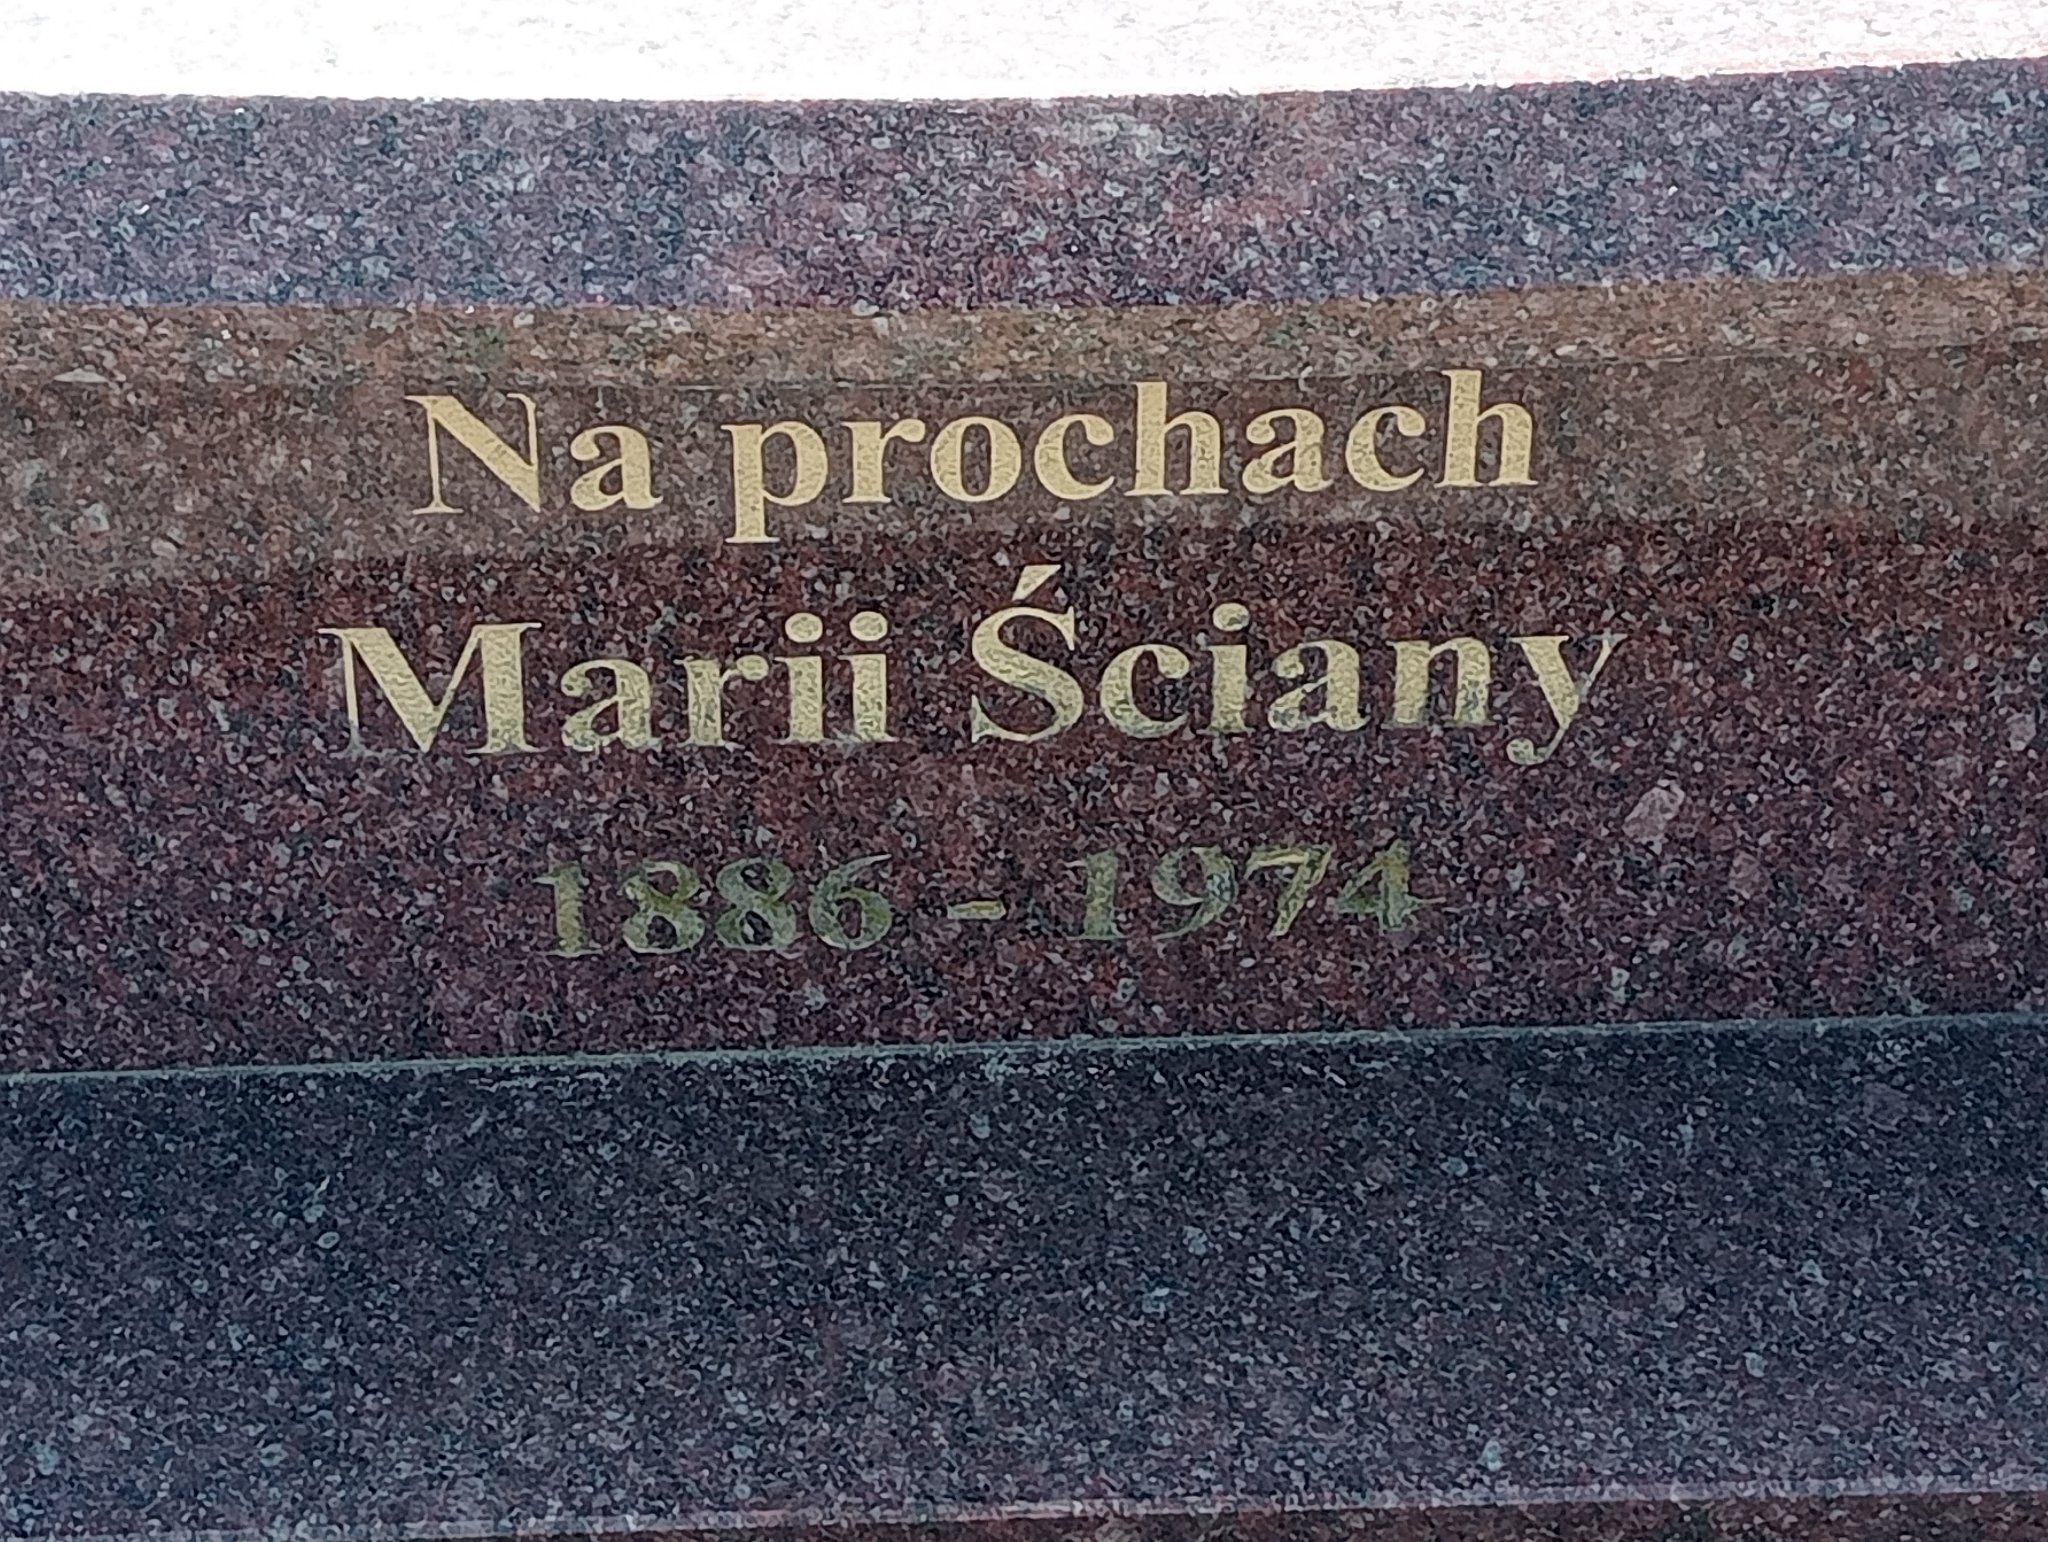 Na prochach
Marii Ściany
1886 - 1974